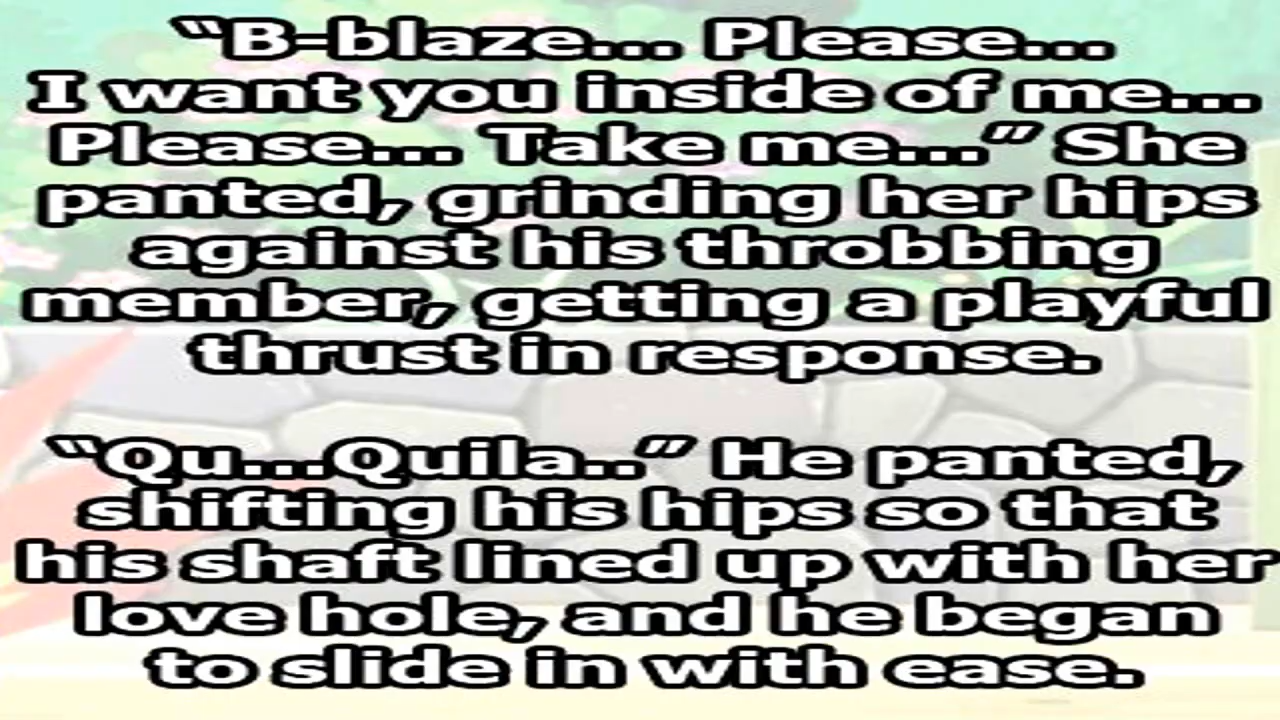 “B-blaze... Please...
I want you inside of me...
Please... Take me...” She
panted, grinding her hips
against his throbbing
member, getting a playful
thrust in response.
“Qu...Quila..” He panted,
shifting his hips so that
his shaft lined up with her
love hole, and he began
to slide in with ease.